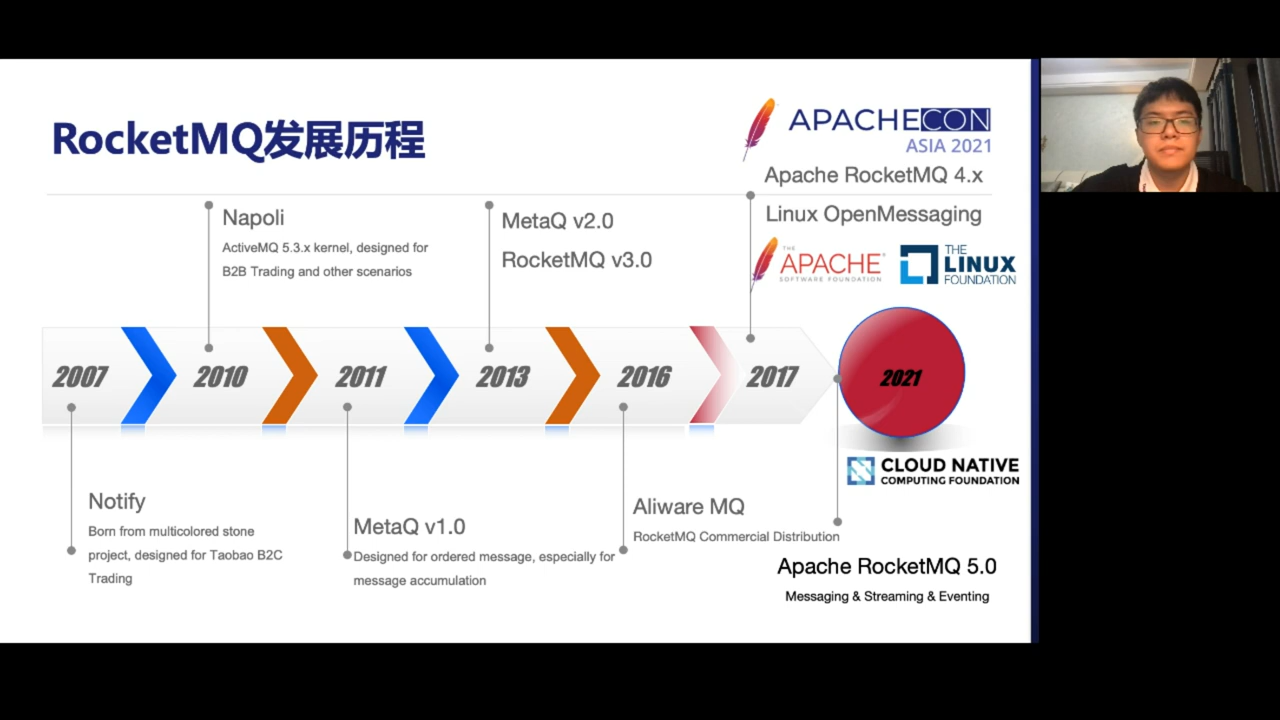 RocketMQ发展历程
APACHECON
ASIA 2021
Apache RocketMQ 4.x
Linux OpenMessaging
THE
APACHE®
SOFTWARE FOUNDATION
THE
LINUX
FOUNDATION
Napoli
ActiveMQ 5.3.x kernel, designed for
B2B Trading and other scenarios
MetaQ v2.0
RocketMQ v3.0
2007
2010
2011
2013
2016
2017
2021
CLOUD NATIVE
COMPUTING FOUNDATION
Notify
Born from multicolored stone
project, designed for Taobao B2C
Trading
MetaQ v1.0
Designed for ordered message, especially for
message accumulation
Aliware MQ
RocketMQ Commercial Distribution
Apache RocketMQ 5.0
Messaging & Streaming & Eventing